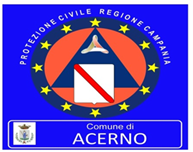 PROTEZIONE CIVILE REGIONE CAMPANIA
Comune di
ACERNO